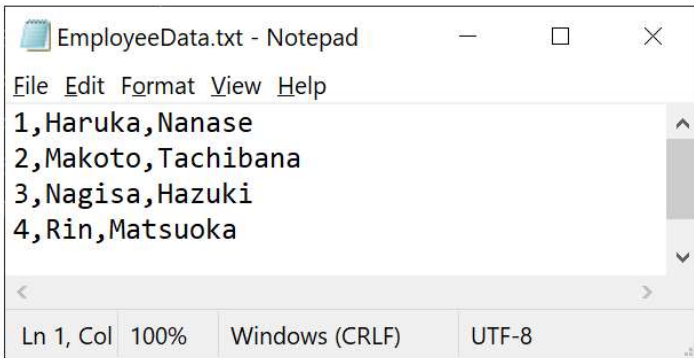 EmployeeData.txt - Notepad
File Edit Format View Help
1,Haruka,Nanase
2,Makoto,Tachibana
3,Nagisa,Hazuki
4,Rin,Matsuoka
Ln 1, Col 100% Windows (CRLF) UTF-8